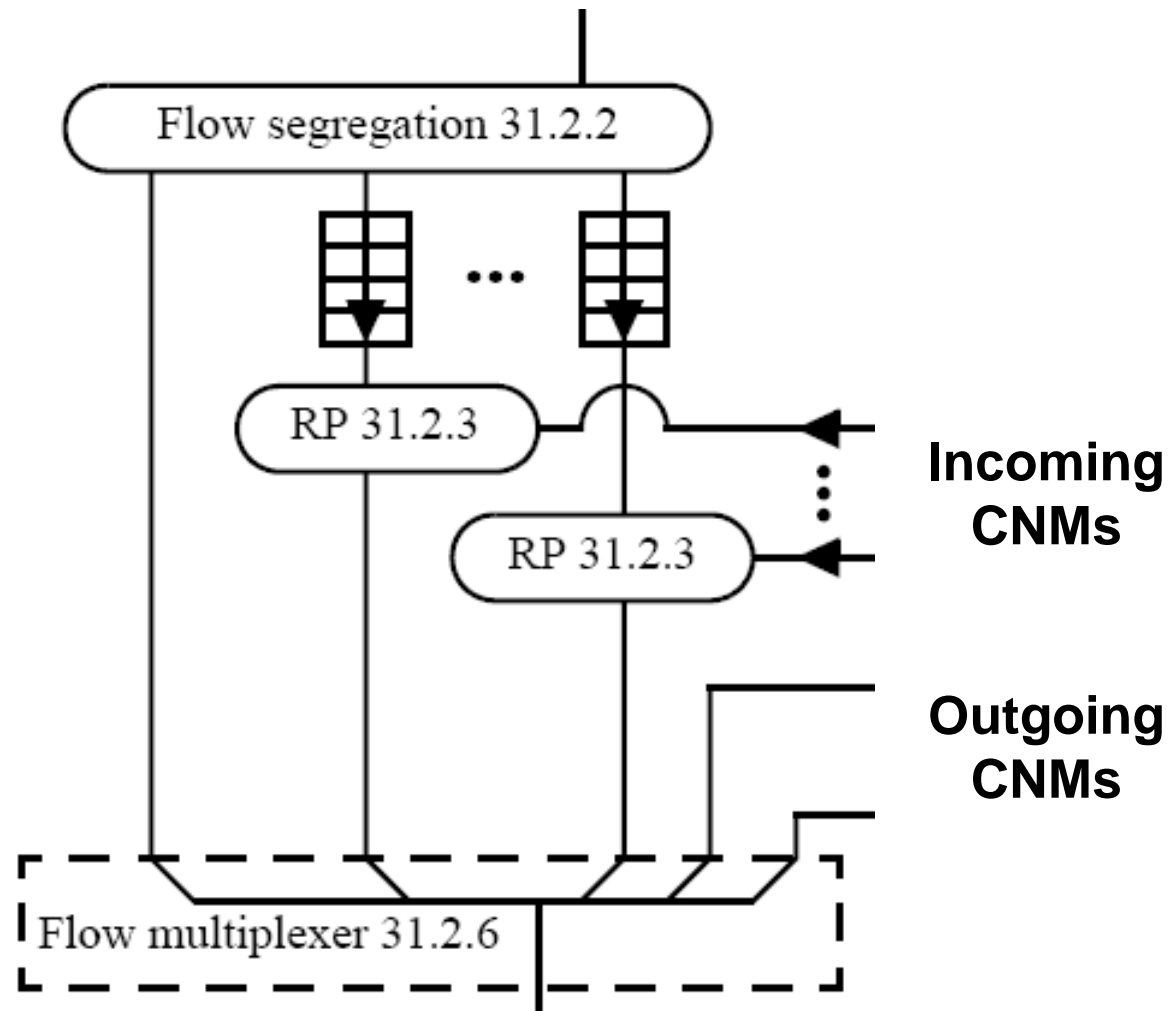 Flow segregation 31.2.2
RP 31.2.3
Incoming
CNMs
RP 31.2.3
Outgoing
CNMs
Flow multiplexer 31.2.6